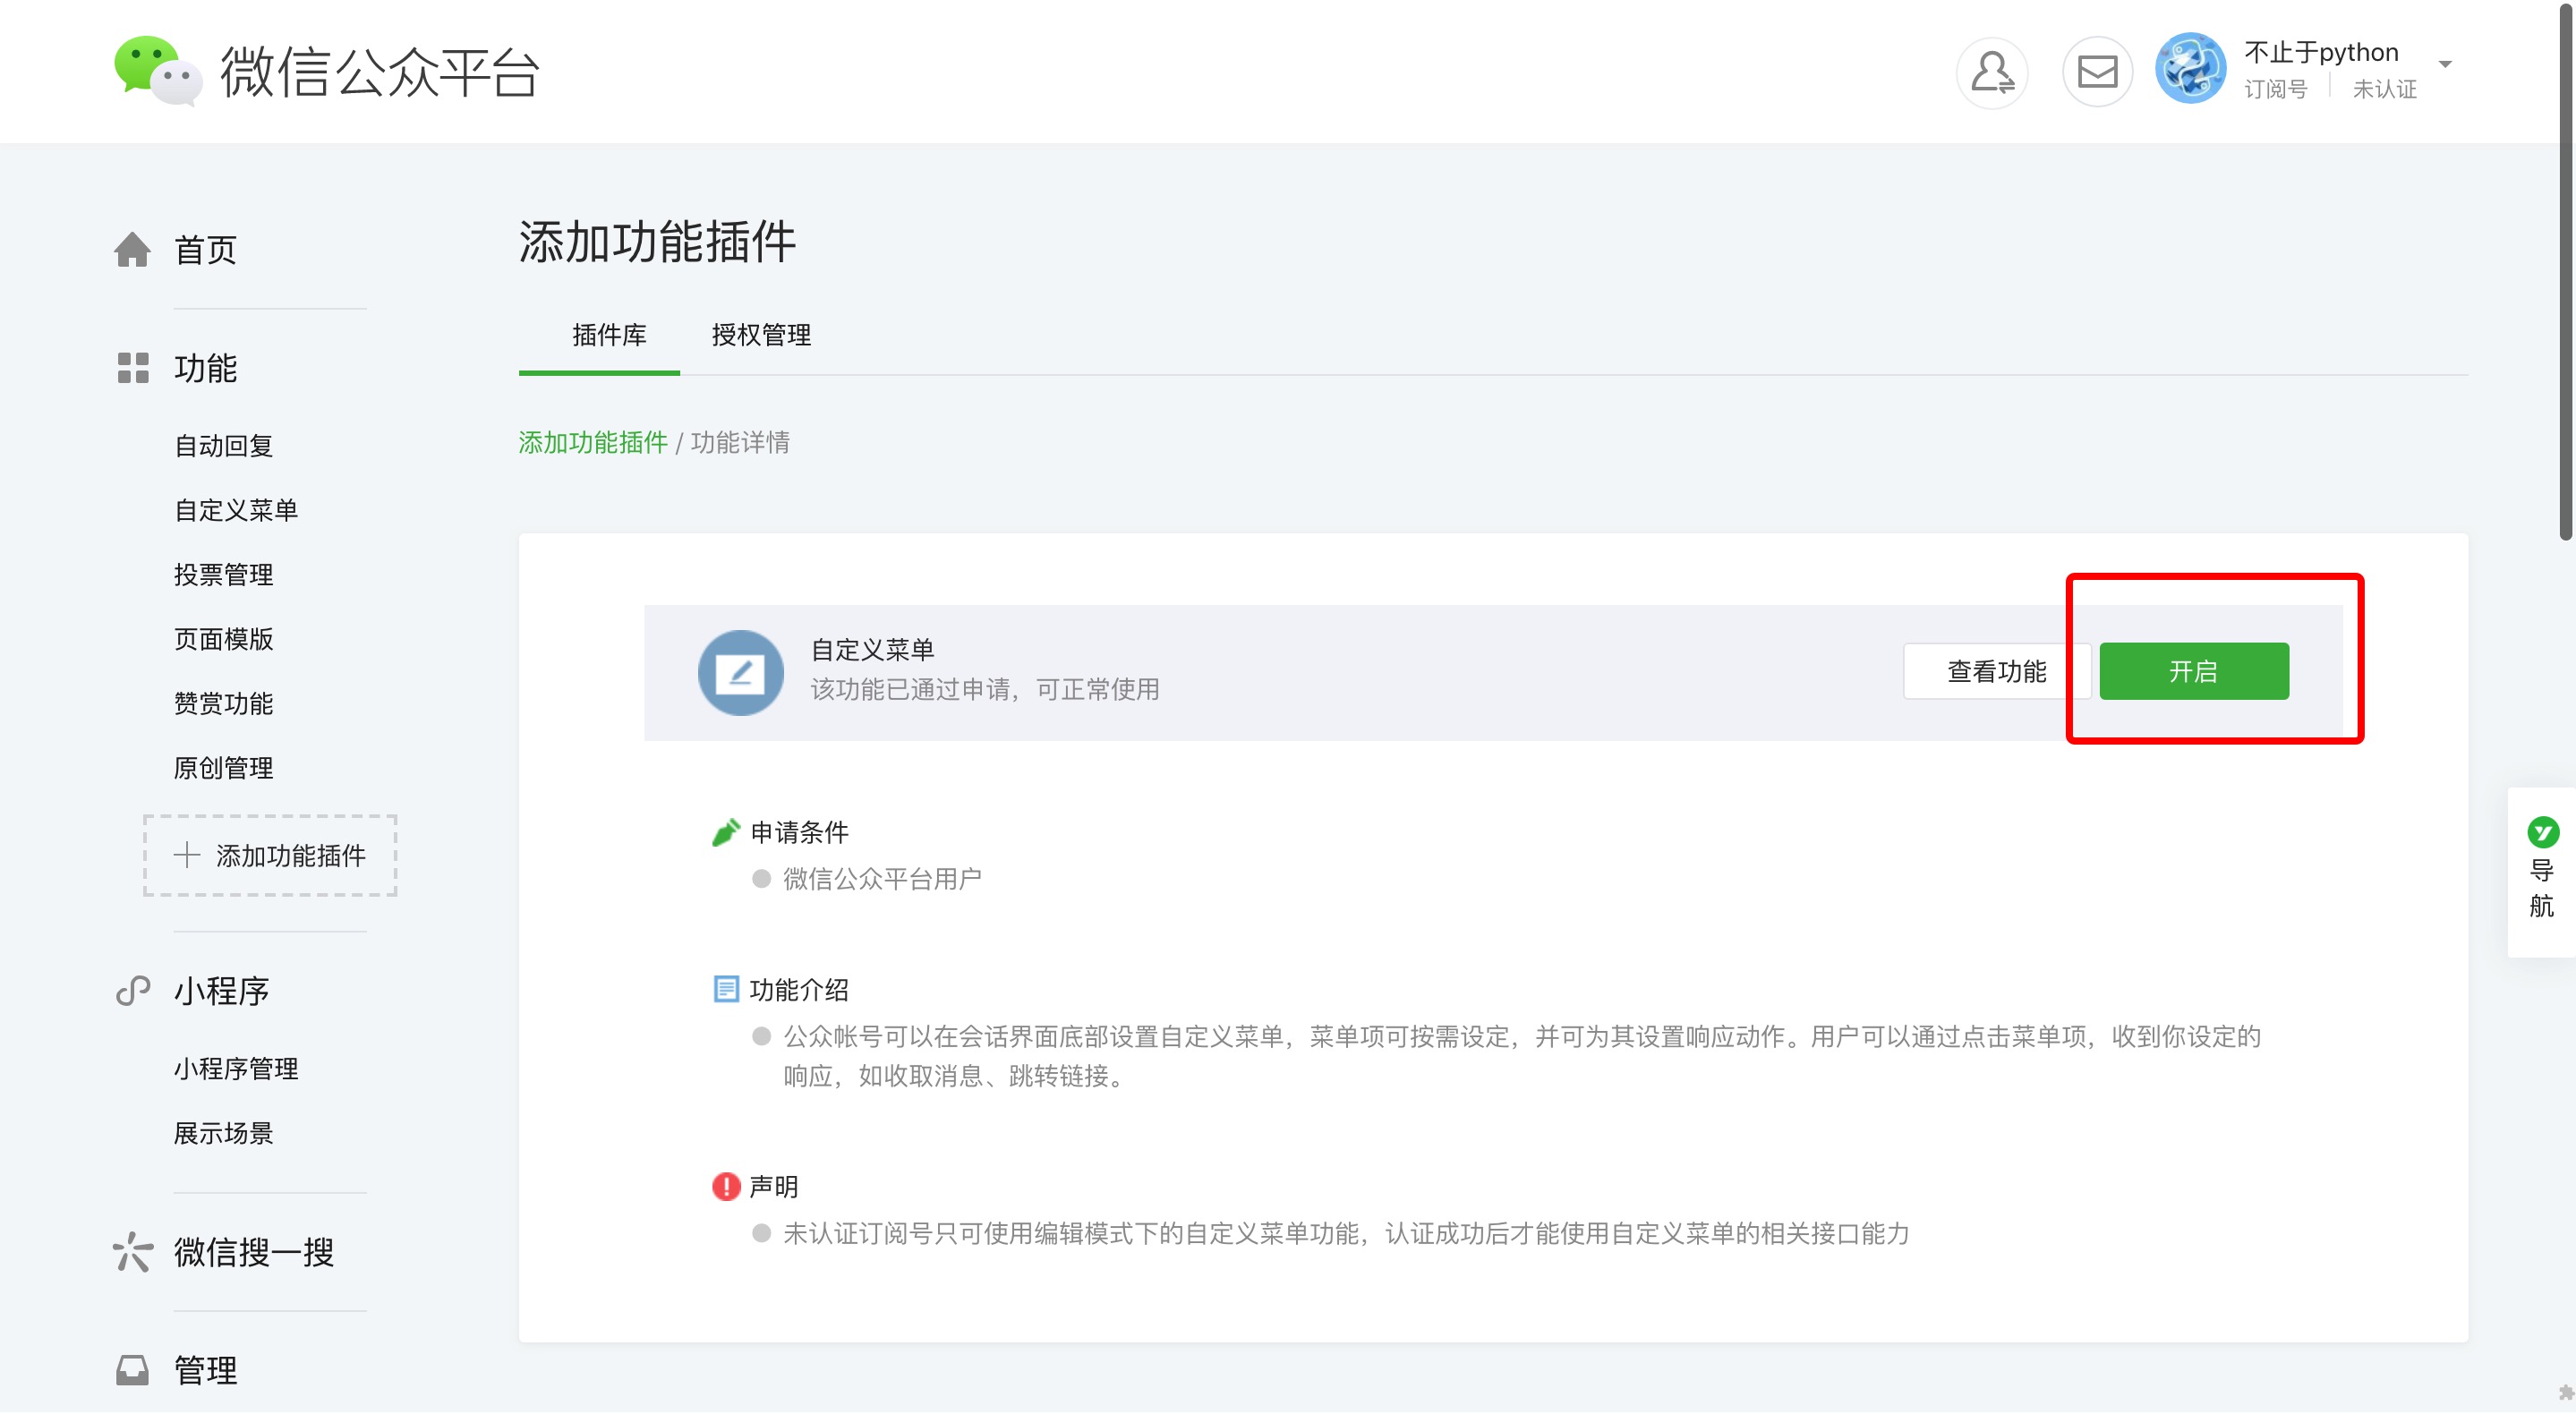 微信公众平台
不止于python
订阅号 未认证
首页
功能
自动回复
自定义菜单
投票管理
页面模版
赞赏功能
原创管理
添加功能插件
小程序
小程序管理
展示场景
微信搜一搜
管理
添加功能插件
插件库 授权管理
添加功能插件 / 功能详情
自定义菜单
该功能已通过申请，可正常使用
查看功能 开启
申请条件
微信公众平台用户
功能介绍
公众帐号可以在会话界面底部设置自定义菜单，菜单项可按需设定，并可为其设置响应动作。用户可以通过点击菜单项，收到你设定的
响应，如收取消息、跳转链接。
声明
未认证订阅号只可使用编辑模式下的自定义菜单功能，认证成功后才能使用自定义菜单的相关接口能力
导
航